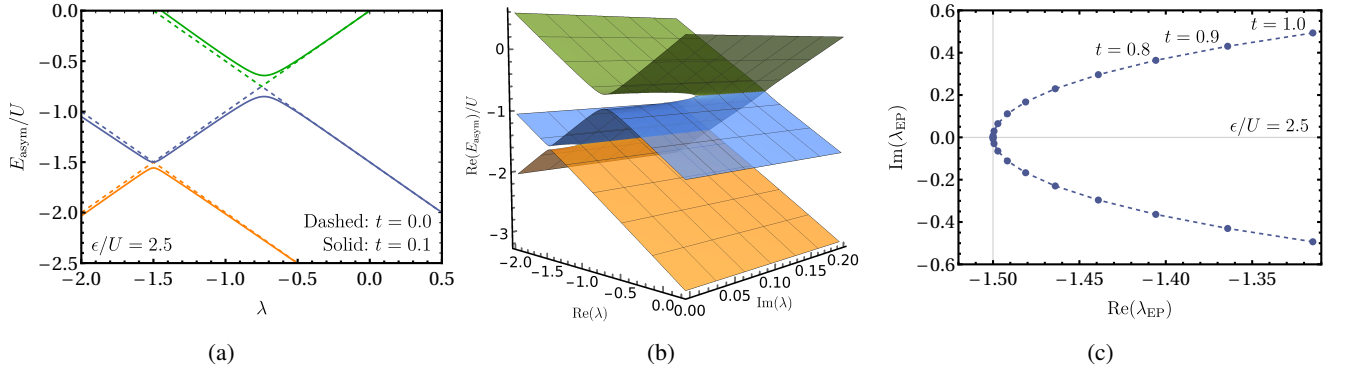 0.0
−0.5
−1.0
−1.5
−2.0
−2.5
E_asym/U
−2.0 −1.5 −1.0 −0.5 0.0 0.5
λ
ϵ/U = 2.5
Dashed: t = 0.0
Solid: t = 0.1
(a)
0
−1
−2
−3
Re(E_asym)/U
−2.0
−1.5
−1.0
−0.5
0.0
Re(λ)
0.00
0.05
0.10
0.15
0.20
Im(λ)
(b)
0.6
0.4
0.2
0.0
−0.2
−0.4
−0.6
Im(λ_EP)
t = 1.0
t = 0.9
t = 0.8
ϵ/U = 2.5
−1.50 −1.45 −1.40 −1.35
Re(λ_EP)
(c)